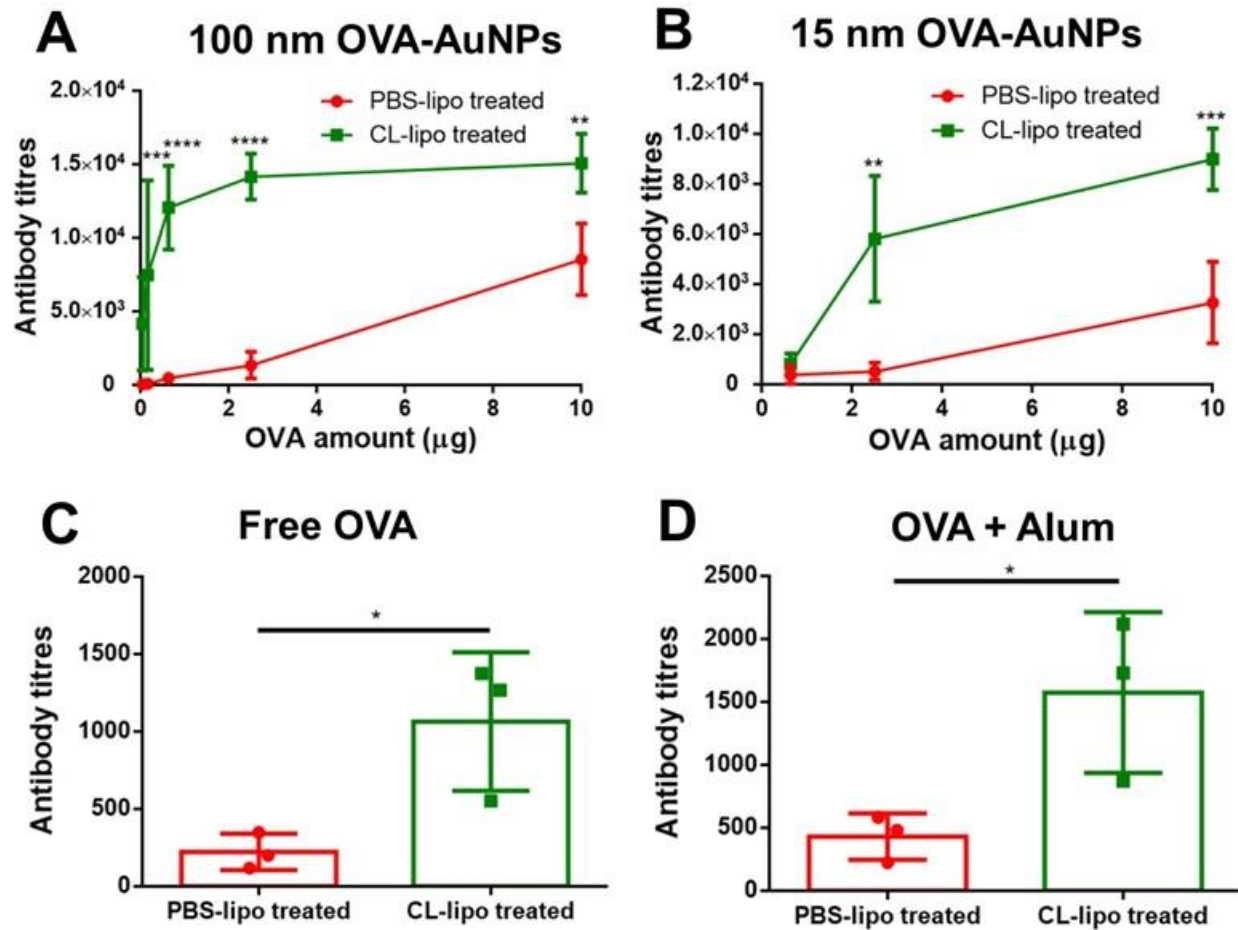 A 100 nm OVA-AuNPs
Antibody titres
2.0×10⁴
1.5×10⁴
1.0×10⁴
5.0×10³
0
PBS-lipo treated
CL-lipo treated
***
****
****
**
0 2 4 6 8 10
OVA amount (μg)
B 15 nm OVA-AuNPs
Antibody titres
1.2×10⁴
1.0×10⁴
8.0×10³
6.0×10³
4.0×10³
2.0×10³
0
PBS-lipo treated
CL-lipo treated
**
***
0 2 4 6 8 10
OVA amount (μg)
C Free OVA
Antibody titres
2000
1500
1000
500
0
*
PBS-lipo treated CL-lipo treated
D OVA + Alum
Antibody titres
2500
2000
1500
1000
500
0
*
PBS-lipo treated CL-lipo treated